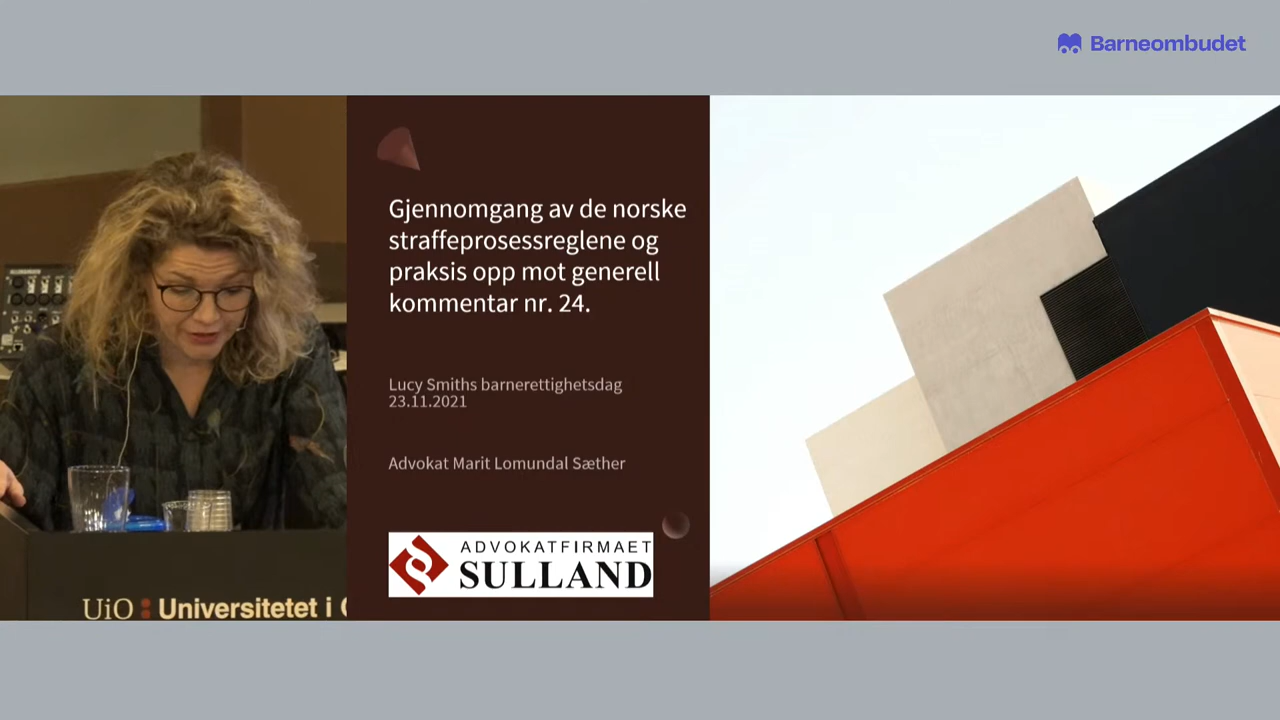 Barneombudet
Gjennomgang av de norske
straffeprosessreglene og
praksis opp mot generell
kommentar nr. 24.
Lucy Smiths barnerettighetsdag
23.11.2021
Advokat Marit Lomundal Sæther
ADVOKATFIRMAET
SULLAND
UiO Universitetet i